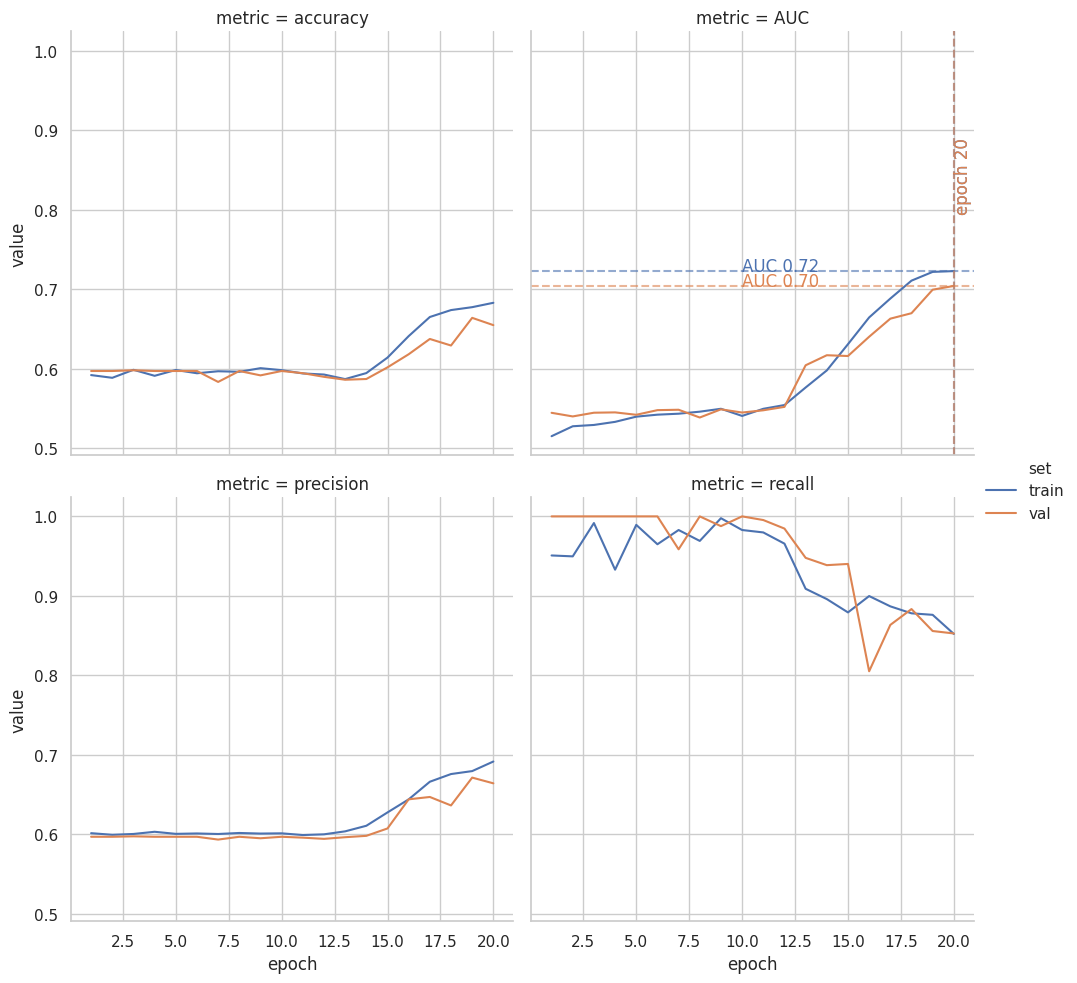 metric = accuracy
metric = AUC
value
1.0
0.9
0.8
0.7
0.6
0.5
AUC 0.72
AUC 0.70
epoch 20
set
train
val
metric = precision
metric = recall
value
1.0
0.9
0.8
0.7
0.6
0.5
2.5 5.0 7.5 10.0 12.5 15.0 17.5 20.0
2.5 5.0 7.5 10.0 12.5 15.0 17.5 20.0
epoch
epoch